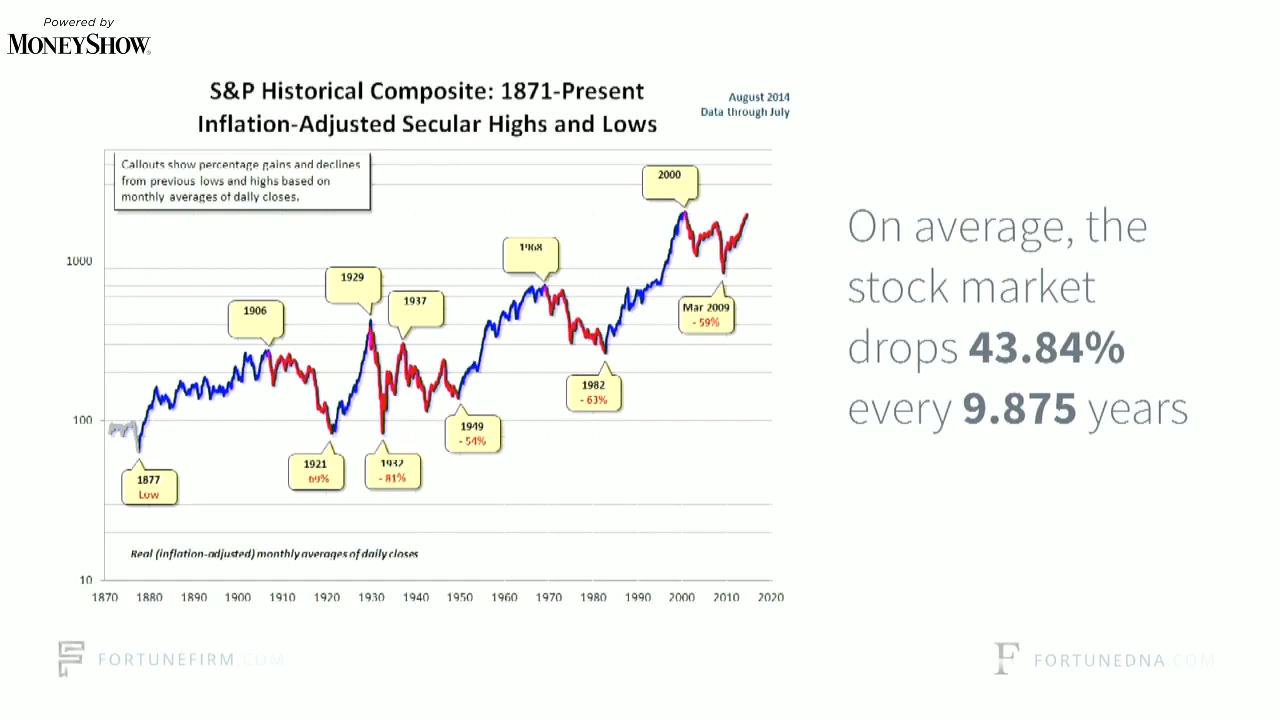 Powered by
MONEYSHOW
S&P Historical Composite: 1871-Present
Inflation-Adjusted Secular Highs and Lows
August 2014
Data through July
Callouts show percentage gains and declines
from previous lows and highs based on
monthly averages of daily closes.
2000
1968
1929
1937
1906
Mar 2009
- 59%
1982
- 63%
1949
- 54%
1921
69%
1932
- 81%
1877
Low
1000
100
10
Real (inflation-adjusted) monthly averages of daily closes
1870 1880 1890 1900 1910 1920 1930 1940 1950 1960 1970 1980 1990 2000 2010 2020
On average, the
stock market
drops 43.84%
every 9.875 years
FORTUNEFIRM.COM
FORTUNEDNA.COM